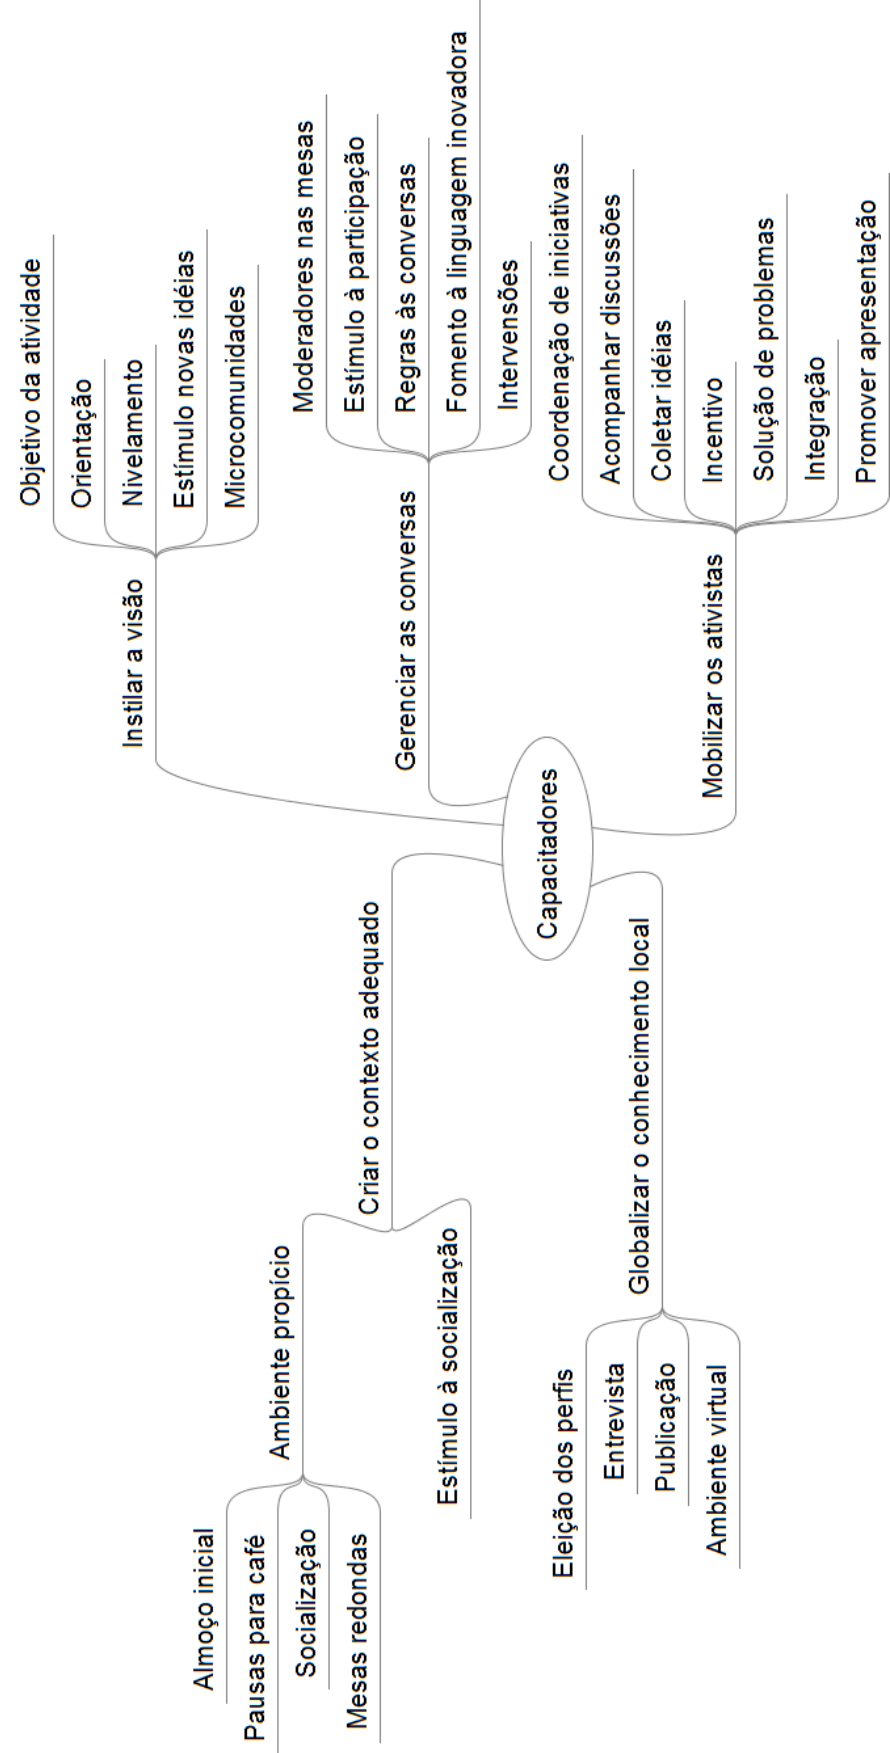 Capacitadores
Instilar a visão
Objetivo da atividade
Orientação
Nivelamento
Estímulo novas idéias
Microcomunidades
Gerenciar as conversas
Moderadores nas mesas
Estímulo à participação
Regras às conversas
Fomento à linguagem inovadora
Intervensões
Mobilizar os ativistas
Coordenação de iniciativas
Acompanhar discussões
Coletar idéias
Incentivo
Solução de problemas
Integração
Promover apresentação
Criar o contexto adequado
Ambiente propício
Almoço inicial
Pausas para café
Socialização
Mesas redondas
Estímulo à socialização
Globalizar o conhecimento local
Eleição dos perfis
Entrevista
Publicação
Ambiente virtual